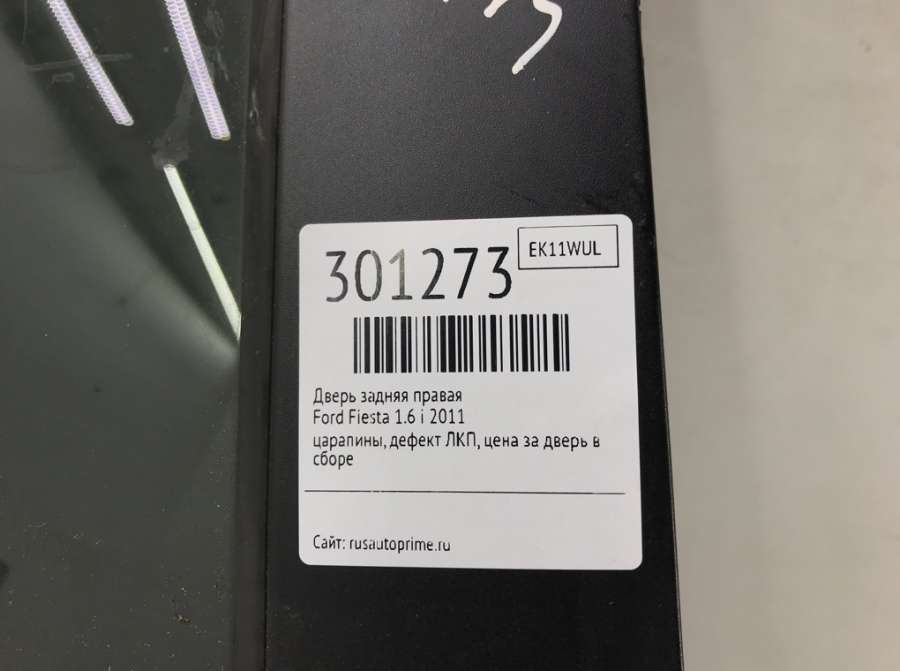 EK11WUL
301273
Дверь задняя правая
Ford Fiesta 1.6 i 2011
царапины, дефект ЛКП, цена за дверь в
сборе
Сайт: rusautoprime.ru